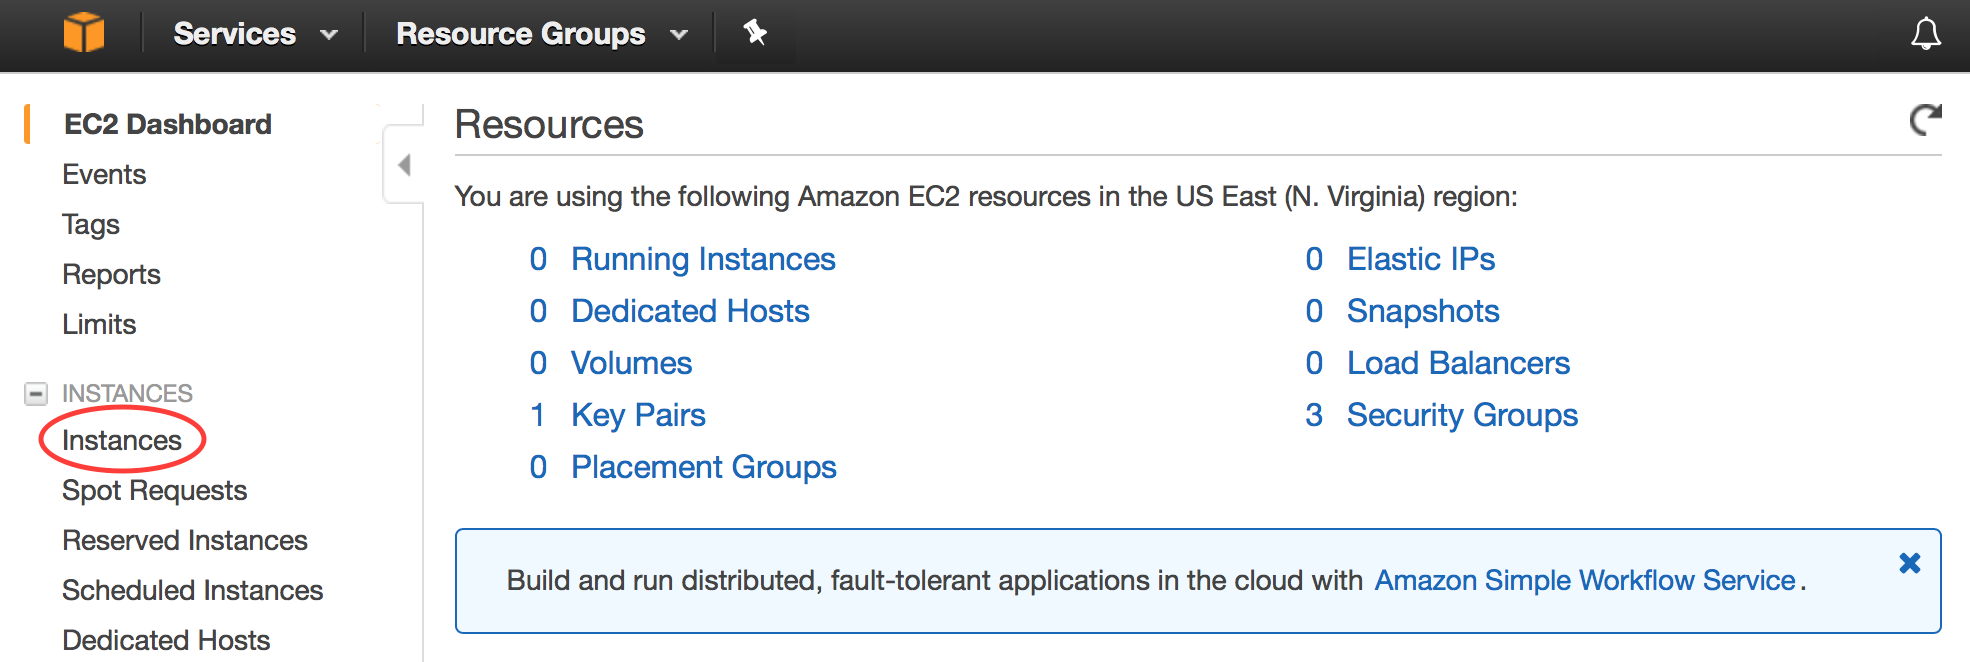 Services Resource Groups
EC2 Dashboard
Events
Tags
Reports
Limits
INSTANCES
Instances
Spot Requests
Reserved Instances
Scheduled Instances
Dedicated Hosts
Resources
You are using the following Amazon EC2 resources in the US East (N. Virginia) region:
0 Running Instances
0 Elastic IPs
0 Dedicated Hosts
0 Snapshots
0 Volumes
0 Load Balancers
1 Key Pairs
3 Security Groups
0 Placement Groups
Build and run distributed, fault-tolerant applications in the cloud with Amazon Simple Workflow Service.